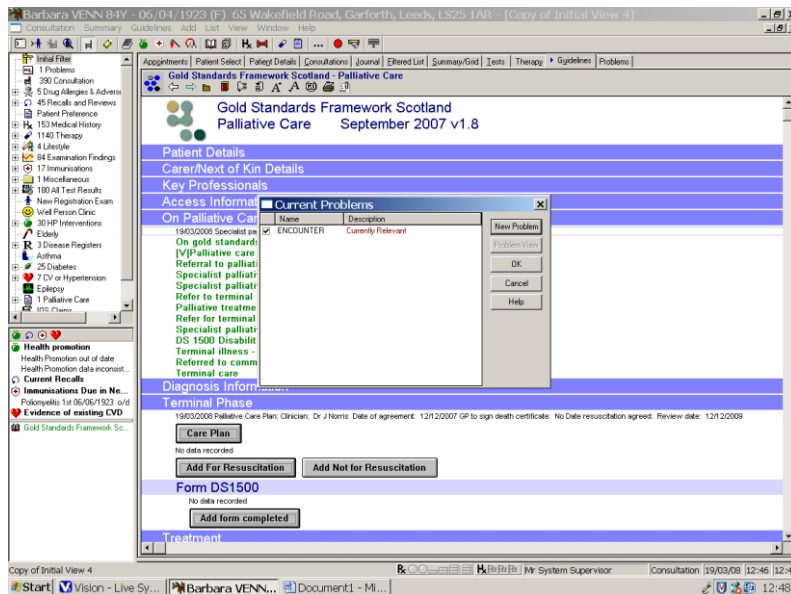 Barbara VENN 84Y - 06/04/1923 (F) 65 Wakefield Road, Garforth, Leeds, LS25 1AR - [Copy of Initial View 4]
Consultation Summary Guidelines Add List View Window Help
Initial Filter
1 Problems
390 Consultation
5 Drug Allergies & Advers
45 Recalls and Reviews
Patient Preference
153 Medical History
1140 Therapy
4 Lifestyle
84 Examination Findings
17 Immunisations
1 Miscellaneous
180 All Test Results
New Registration Exam
Well Person Clinic
30 HP Interventions
Elderly
3 Disease Registers
Asthma
25 Diabetes
7 CV or Hypertension
Epilepsy
1 Palliative Care
IOS Claims
Health promotion
Health Promotion out of date
Health Promotion data inconsist...
Current Recalls
Immunisations Due in Ne...
Poliomyelitis 1st 06/06/1923 o/d
Evidence of existing CVD
Gold Standards Framework Sc...
Appointments Patient Select Patient Details Consultations Journal Filtered List Summary/Grid Tests Therapy Guidelines Problems
Gold Standards Framework Scotland - Palliative Care
Gold Standards Framework Scotland
Palliative Care September 2007 v1.8
Patient Details
Carer/Next of Kin Details
Key Professionals
Access Informat
On Palliative Car
19/03/2008 Specialist pa
On gold standards
[V]Palliative care
Referral to palliati
Specialist palliati
Specialist palliati
Refer to terminal
Palliative treatme
Refer for terminal
Specialist palliati
DS 1500 Disabilit
Terminal illness -
Referred to comm
Terminal care
Current Problems
Name Description
ENCOUNTER Currently Relevant
New Problem
Problem View
OK
Cancel
Help
Diagnosis Information
Terminal Phase
19/03/2008 Palliative Care Plan: Clinician: Dr J Norris Date of agreement: 12/12/2007 GP to sign death certificate: No Date resuscitation agreed: Review date: 12/12/2009
Care Plan
No data recorded
Add For Resuscitation Add Not for Resuscitation
Form DS1500
No data recorded
Add form completed
Treatment
Copy of Initial View 4 Mr System Supervisor Consultation 19/03/08 12:46 12:4
Start Vision - Live Sy... Barbara VENN... Document1 - Mi... 12:48